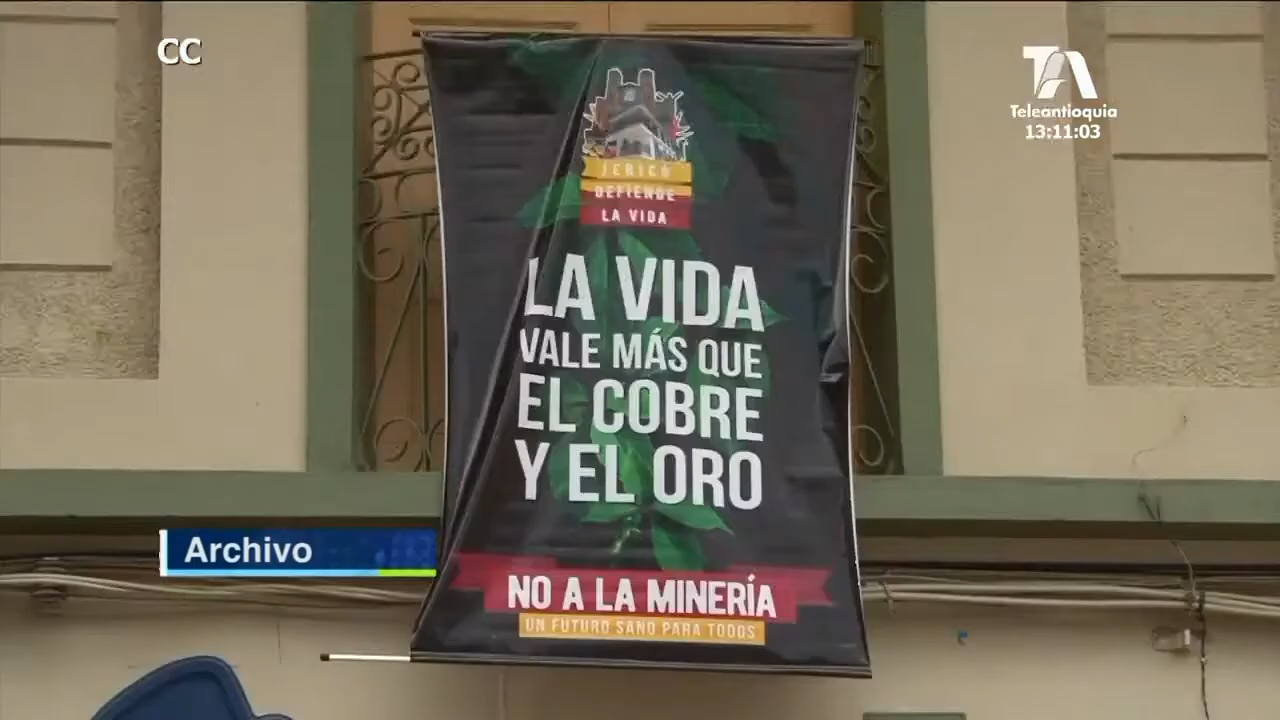 CC
TA
Teleantioquia
13:11:03
JERICÓ
DEFIENDE
LA VIDA
LA VIDA
VALE MÁS QUE
EL COBRE
Y EL ORO
Archivo
NO A LA MINERÍA
UN FUTURO SANO PARA TODOS